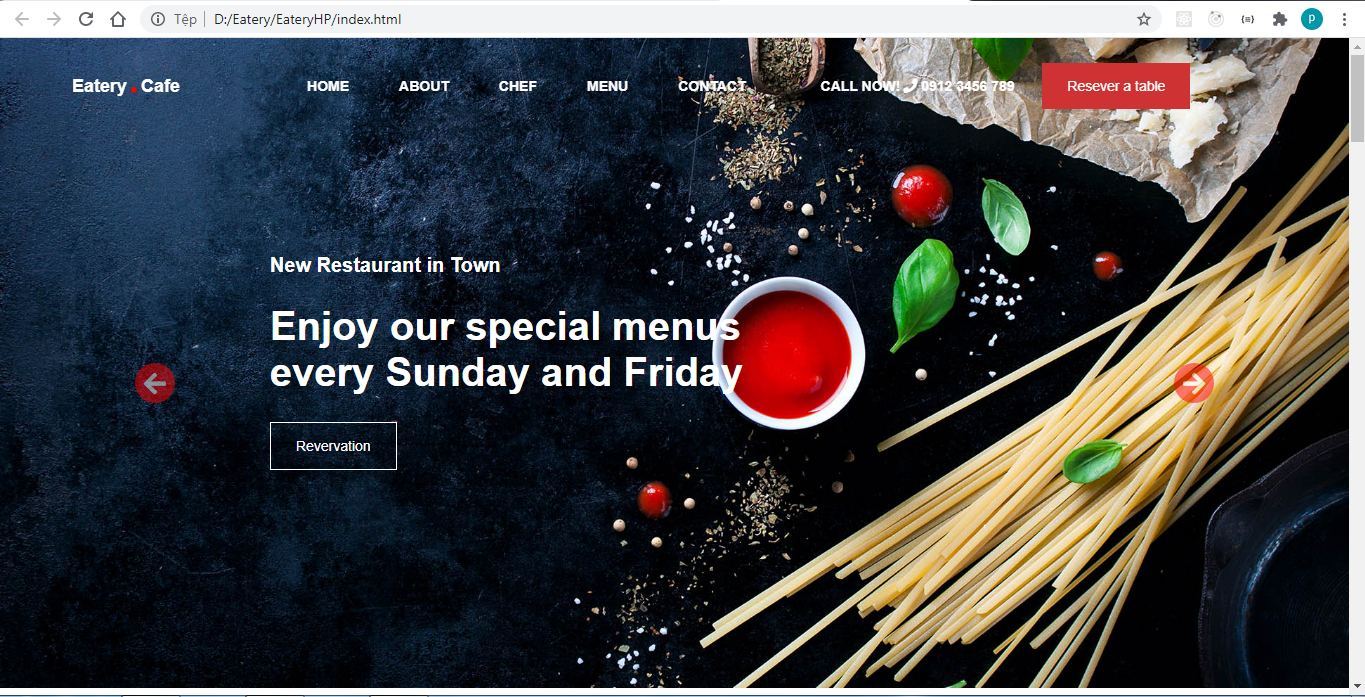 Tệp
D:/Eatery/EateryHP/index.html
p
Eatery . Cafe
HOME
ABOUT
CHEF
MENU
CONTACT
CALL NOW! 0912 3456 789
Resever a table
New Restaurant in Town
Enjoy our special menus
every Sunday and Friday
Revervation